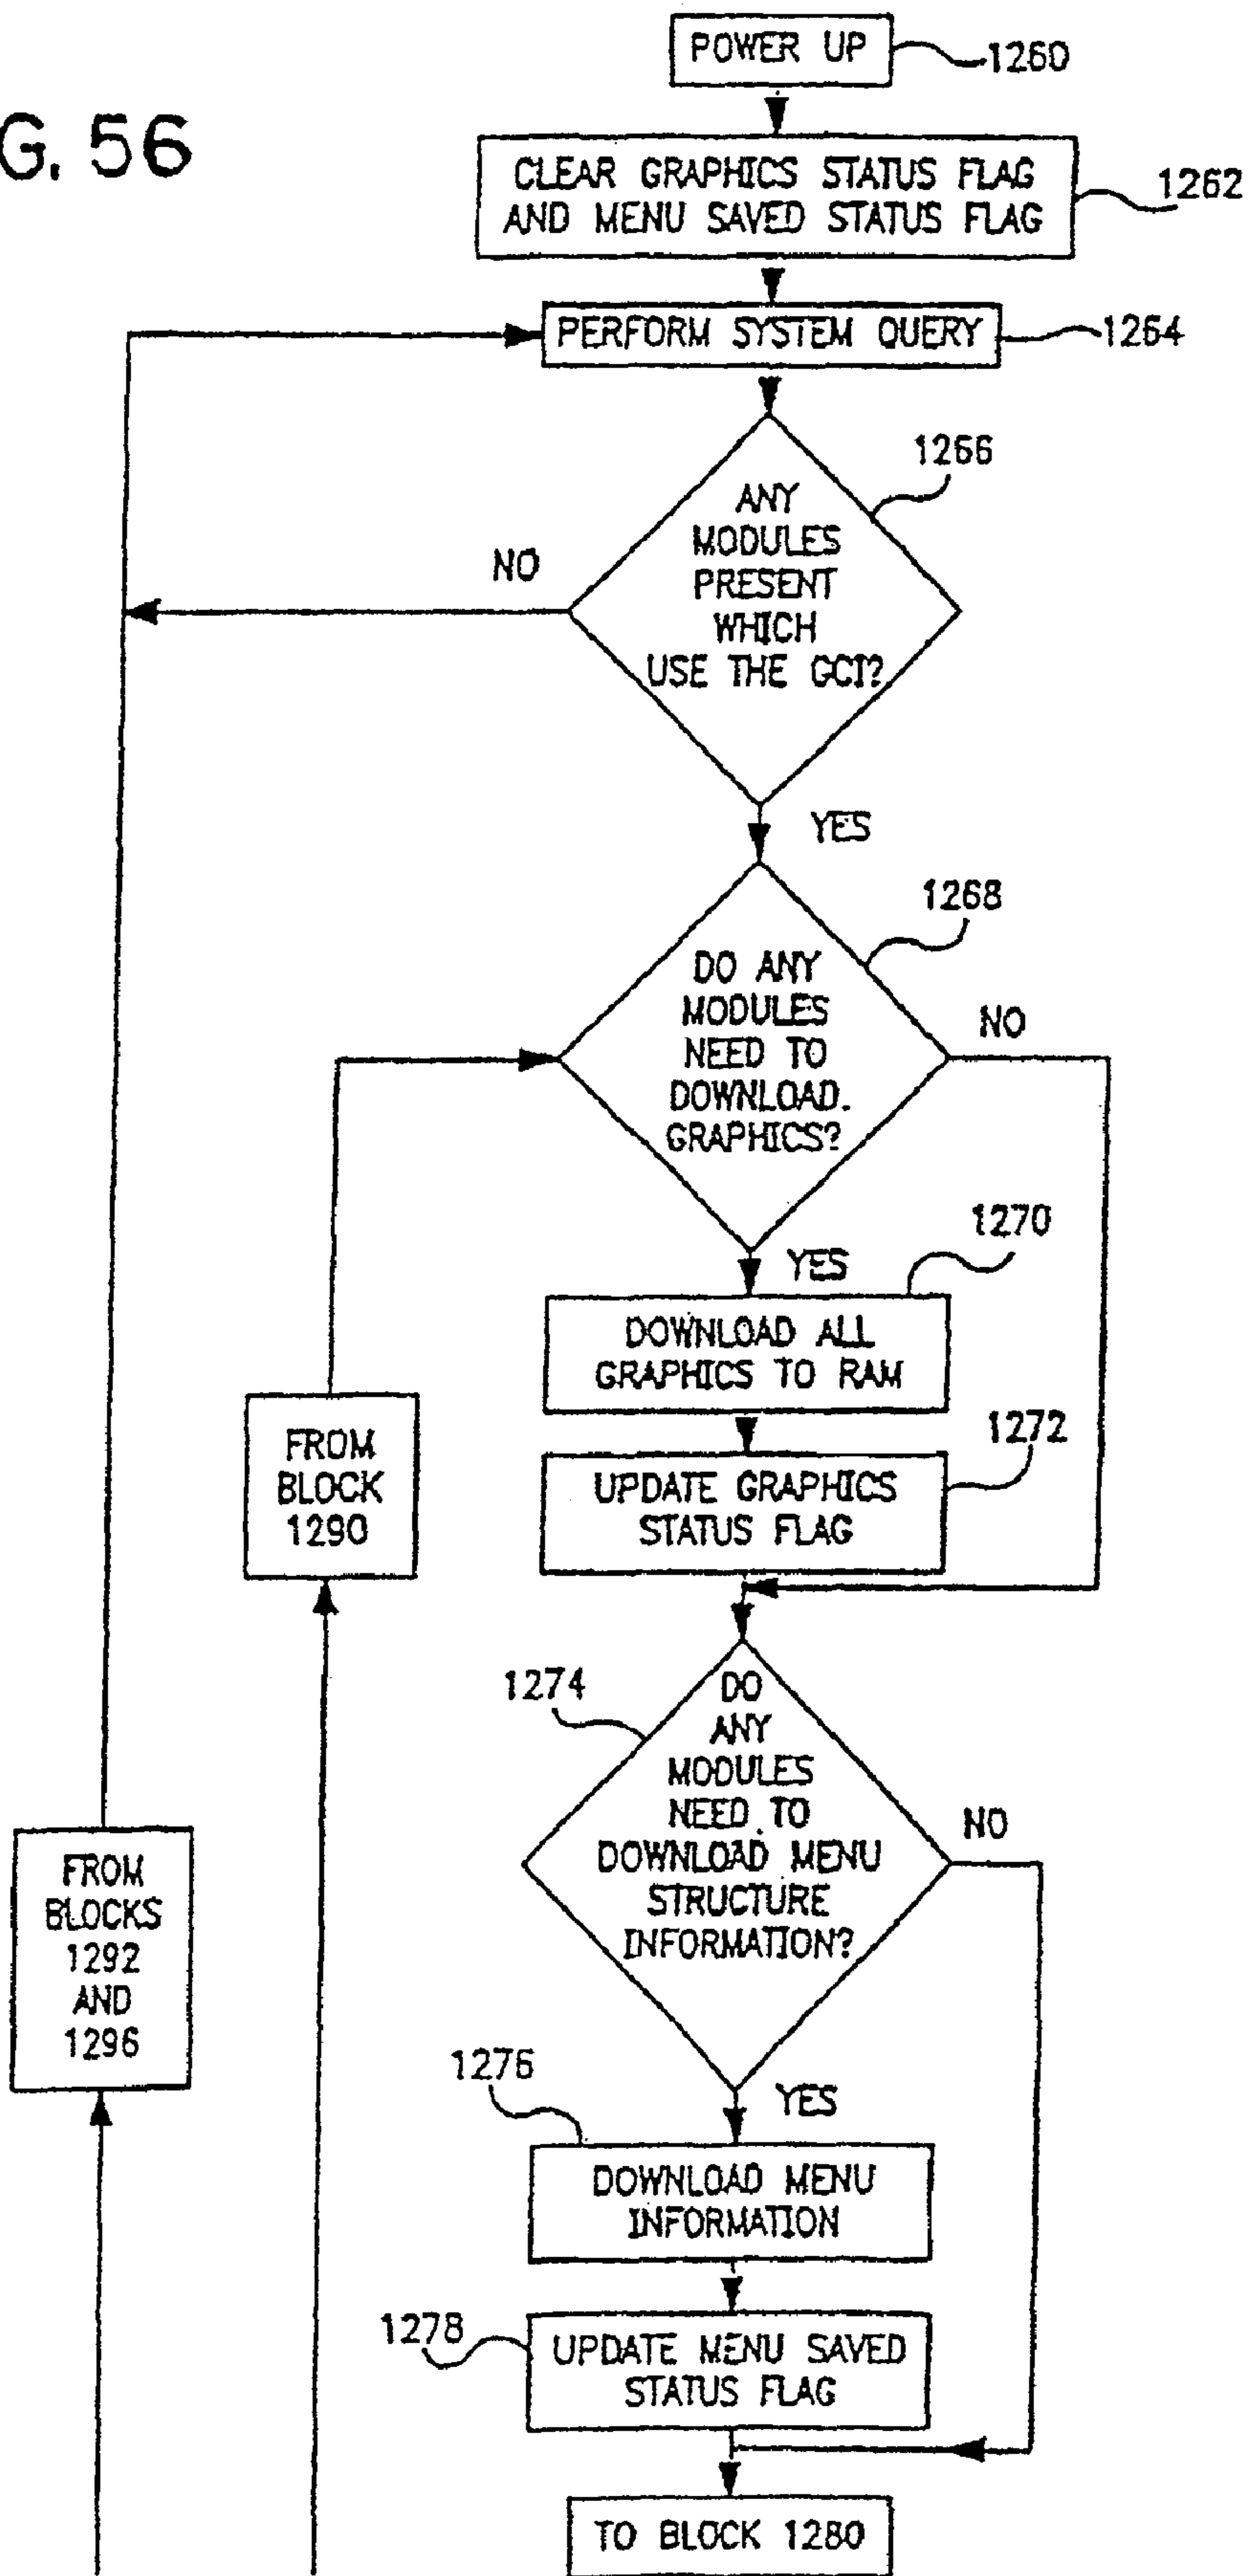 G. 56
POWER UP
1260
CLEAR GRAPHICS STATUS FLAG
AND MENU SAVED STATUS FLAG
1262
PERFORM SYSTEM QUERY
1264
1266
ANY
MODULES
PRESENT
WHICH
USE THE GCI?
NO
YES
1268
DO ANY
MODULES
NEED TO
DOWNLOAD.
GRAPHICS?
NO
YES
1270
DOWNLOAD ALL
GRAPHICS TO RAM
1272
UPDATE GRAPHICS
STATUS FLAG
FROM
BLOCK
1290
1274
DO
ANY
MODULES
NEED TO
DOWNLOAD MENU
STRUCTURE
INFORMATION?
NO
FROM
BLOCKS
1292
AND
1296
YES
1276
DOWNLOAD MENU
INFORMATION
1278
UPDATE MENU SAVED
STATUS FLAG
TO BLOCK 1280